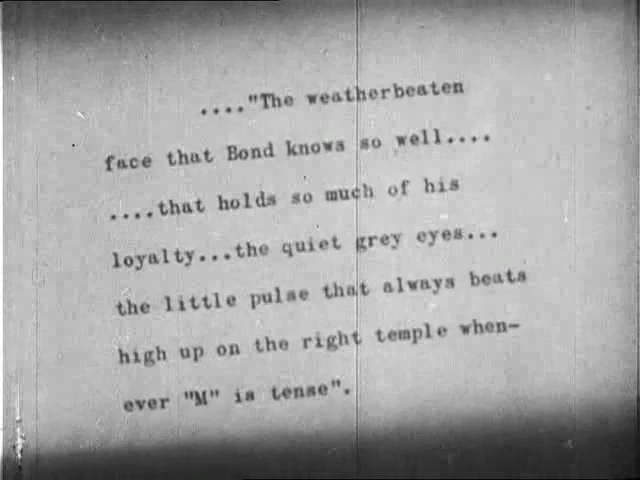 ...."The weatherbeaten
face that Bond knows so well....
....that holds so much of his
loyalty...the quiet grey eyes...
the little pulse that always beats
high up on the right temple when-
ever "M" is tense".